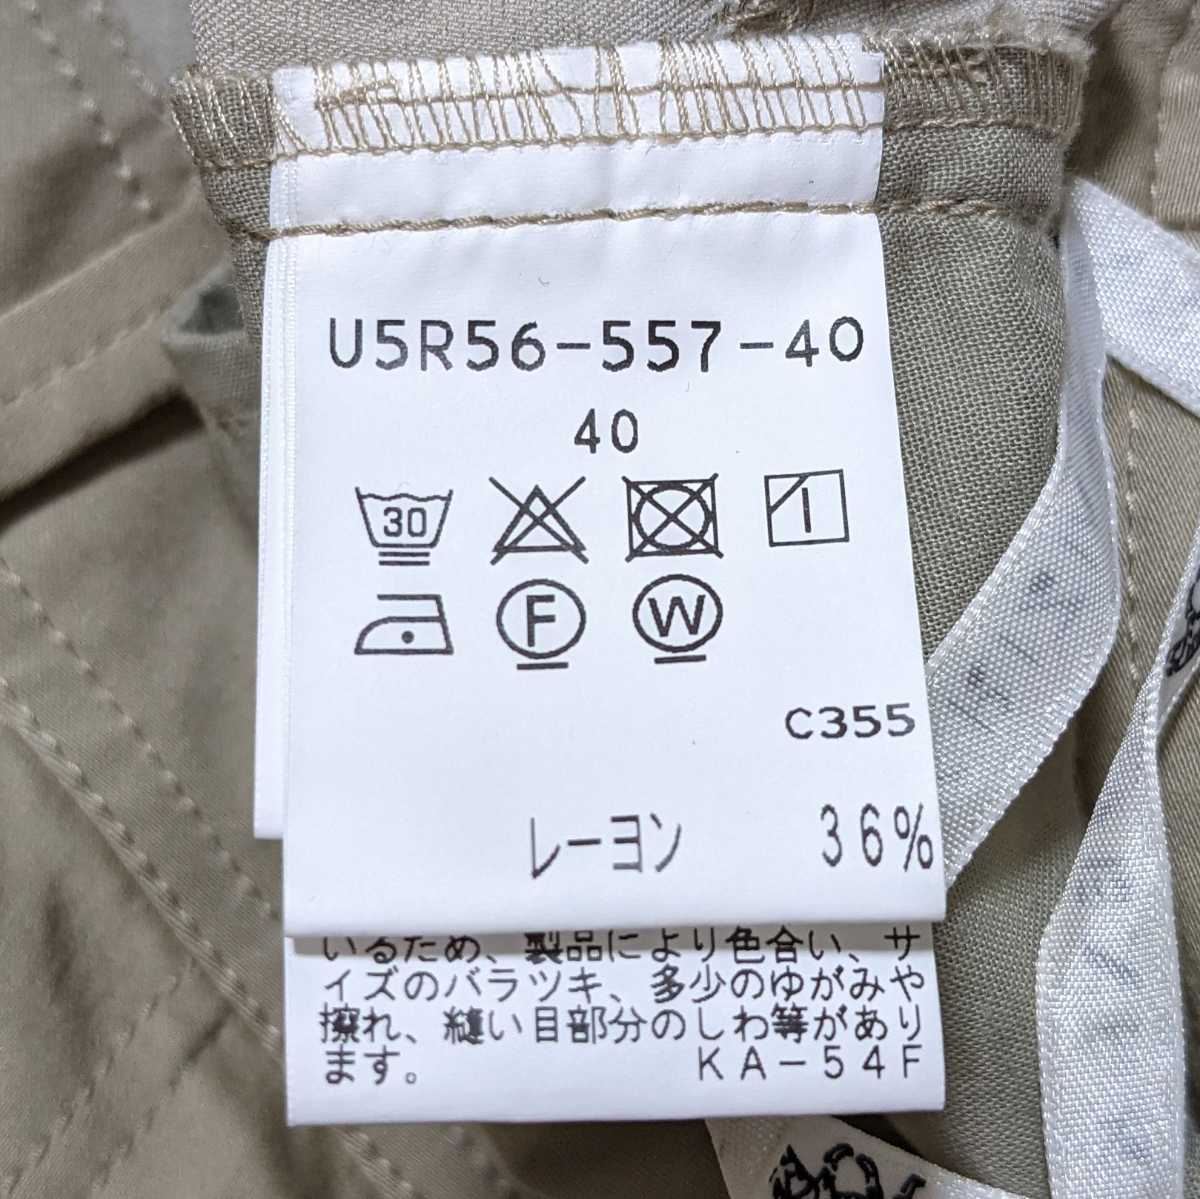 U5R56-557-40
40
30
F
W
C355
レーヨン 36%
いるため、製品により色合い、サ
イズのバラツキ、多少のゆがみや
擦れ、縫い目部分のしわ等があり
ます。 KA-54F